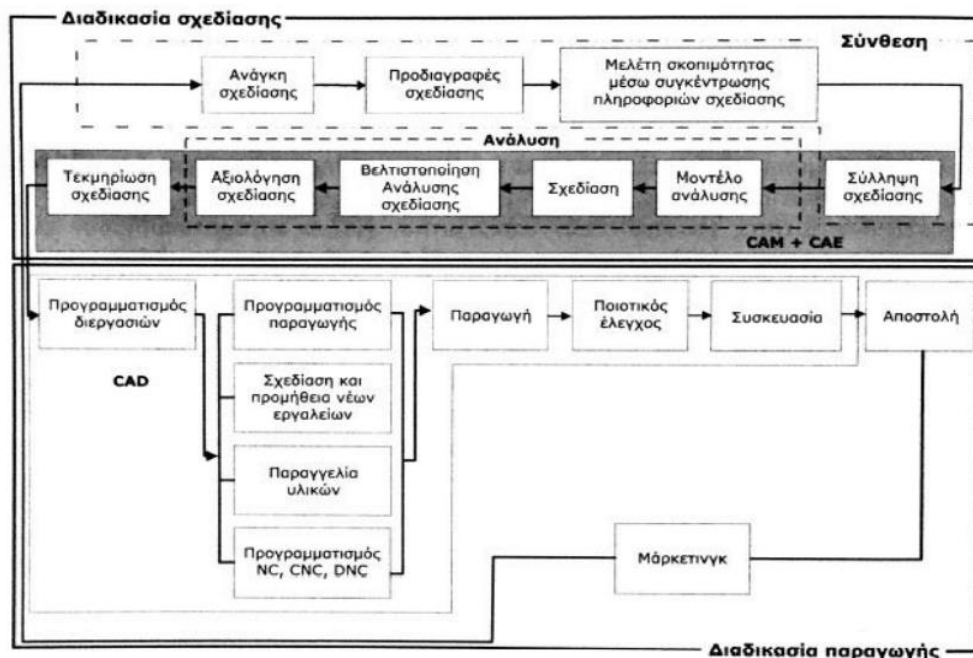 Διαδικασία σχεδίασης
Σύνθεση
Ανάγκη
σχεδίασης
Προδιαγραφές
σχεδίασης
Μελέτη σκοπιμότητας
μέσω συγκέντρωσης
πληροφοριών σχεδίασης
Ανάλυση
Τεκμηρίωση
σχεδίασης
Αξιολόγηση
σχεδίασης
Βελτιστοποίηση
Ανάλυσης
σχεδίασης
Σχεδίαση
Μοντέλο
ανάλυσης
Σύλληψη
σχεδίασης
CAM + CAE
Προγραμματισμός
διεργασιών
Προγραμματισμός
παραγωγής
Παραγωγή
Ποιοτικός
έλεγχος
Συσκευασία
Αποστολή
CAD
Σχεδίαση και
προμήθεια νέων
εργαλείων
Παραγγελία
υλικών
Προγραμματισμός
NC, CNC, DNC
Μάρκετινγκ
Διαδικασία παραγωγής